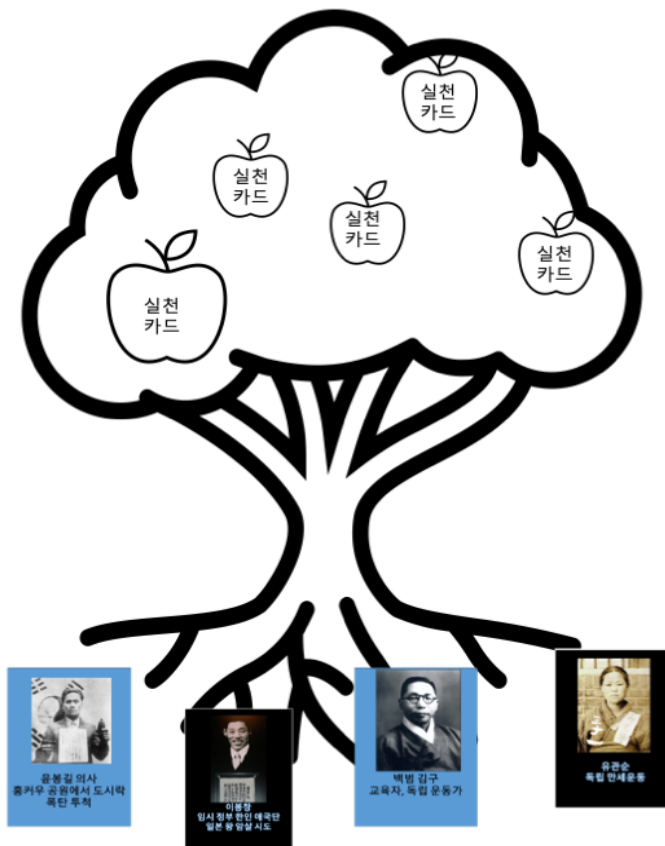 실천
카드
실천
카드
실천
카드
실천
카드
실천
카드
윤봉길 의사
홍커우 공원에서 도시락
폭탄 투척
이봉창
임시 정부 한인 애국단
일본 왕 암살 시도
백범 김구
교육자, 독립 운동가
유관순
독립 만세운동